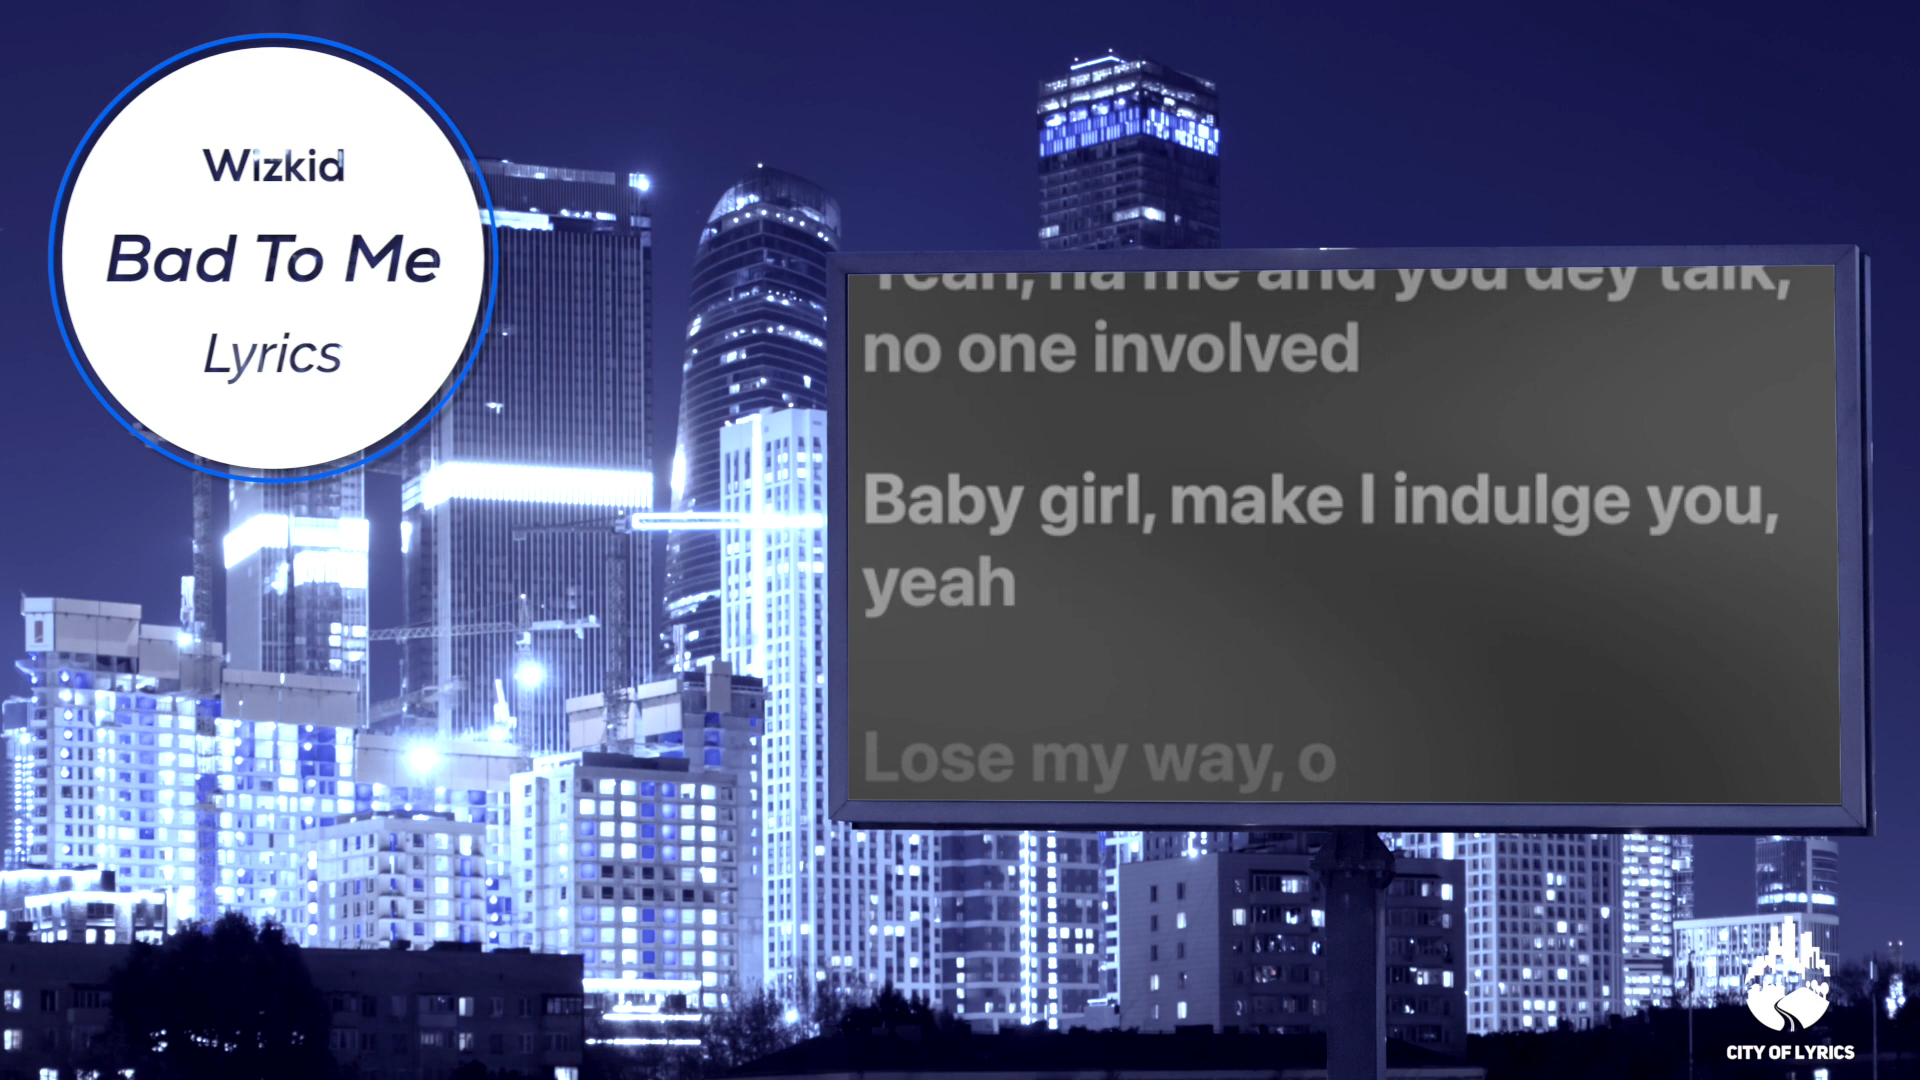 Wizkid
Bad To Me
Lyrics
Yeah, na me and you dey talk,
no one involved
Baby girl, make I indulge you,
yeah
Lose my way, o
CITY OF LYRICS